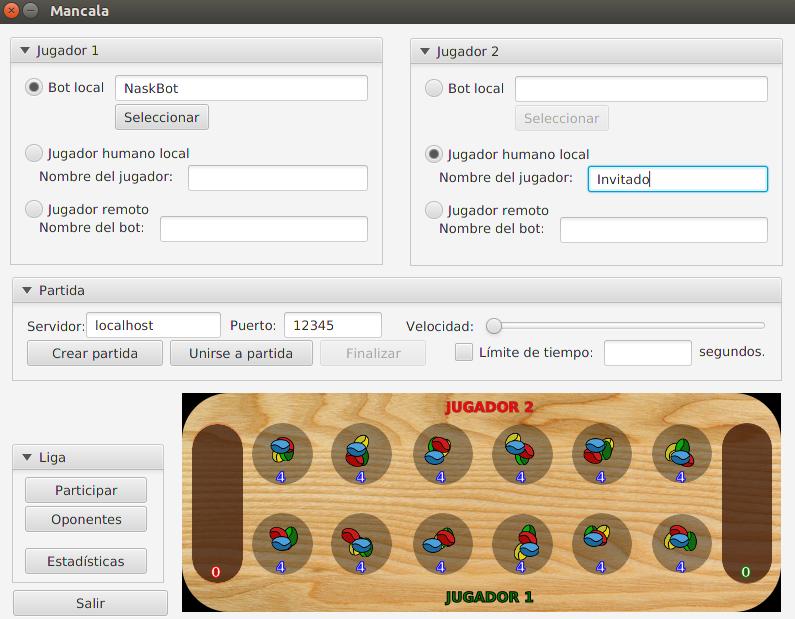 Mancala
Jugador 1
Bot local NaskBot
Seleccionar
Jugador humano local
Nombre del jugador:
Jugador remoto
Nombre del bot:
Jugador 2
Bot local
Seleccionar
Jugador humano local
Nombre del jugador: Invitado
Jugador remoto
Nombre del bot:
Partida
Servidor: localhost Puerto: 12345 Velocidad:
Crear partida Unirse a partida Finalizar Límite de tiempo: segundos.
Liga
Participar
Oponentes
Estadísticas
Salir
JUGADOR 2
4 4 4 4 4 4
0 4 4 4 4 4 4 0
JUGADOR 1